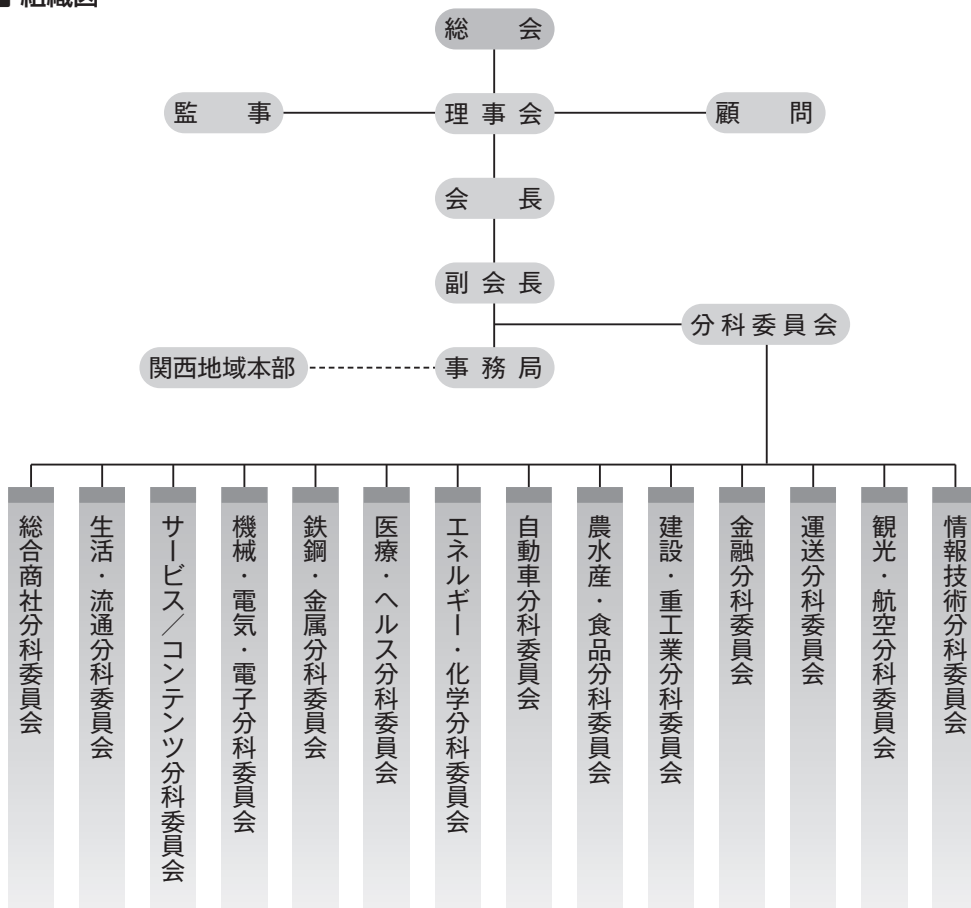 組織図
総会
監事
理事会
顧問
会長
副会長
分科委員会
関西地域本部
事務局
総合商社分科委員会
生活・流通分科委員会
サービス／コンテンツ分科委員会
機械・電気・電子分科委員会
鉄鋼・金属分科委員会
医療・ヘルス分科委員会
エネルギー・化学分科委員会
自動車分科委員会
農水産・食品分科委員会
建設・重工業分科委員会
金融分科委員会
運送分科委員会
観光・航空分科委員会
情報技術分科委員会